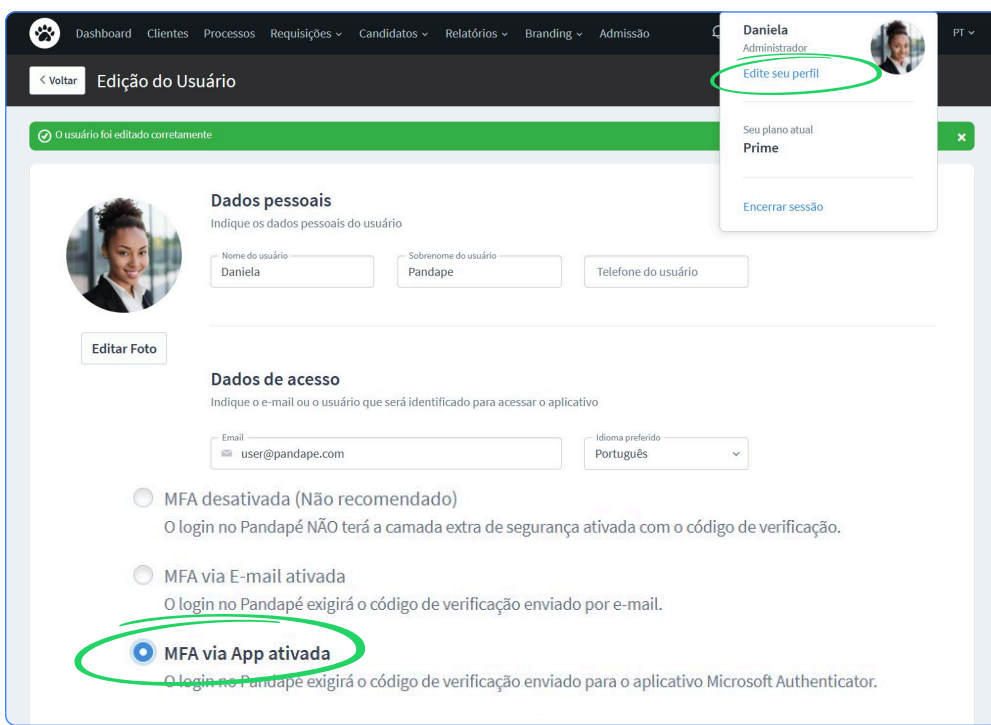 Dashboard Clientes Processos Requisições Candidatos Relatórios Branding Admissão
PT
Daniela
Administrador
Edite seu perfil
Seu plano atual
Prime
Encerrar sessão
Voltar
Edição do Usuário
O usuário foi editado corretamente
Dados pessoais
Indique os dados pessoais do usuário
Nome do usuário
Daniela
Sobrenome do usuário
Pandape
Telefone do usuário
Editar Foto
Dados de acesso
Indique o e-mail ou o usuário que será identificado para acessar o aplicativo
Email
user@pandape.com
Idioma preferido
Português
MFA desativada (Não recomendado)
O login no Pandapé NÃO terá a camada extra de segurança ativada com o código de verificação.
MFA via E-mail ativada
O login no Pandapé exigirá o código de verificação enviado por e-mail.
MFA via App ativada
O login no Pandapé exigirá o código de verificação enviado para o aplicativo Microsoft Authenticator.